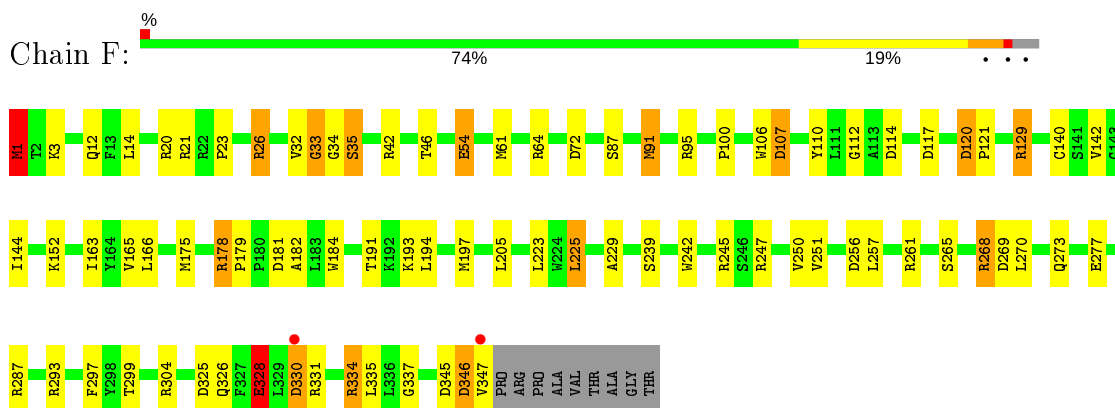 %
Chain F:
74% 19% • • •
M1 T2 K3 Q12 F13 L14 R20 R21 R22 P23 R26 V32 G33 G34 S35 R42 T46 E54 M61 R64 D72 S87 M91 R95 P100 W106 D107 Y110 L111 G112 A113 D114 D117 D120 P121 R129 C140 S141 V142 G143
I144 K152 I163 Y164 V165 L166 M175 R178 P179 P180 D181 A182 L183 W184 T191 K192 K193 L194 M197 L205 L223 W224 L225 A229 S239 W242 R245 S246 R247 V250 V251 D256 L257 R261 S265 R268 D269 L270 Q273 E277
R287 R293 F297 Y298 T299 R304 D325 Q326 F327 E328 L329 D330 R331 R334 L335 L336 G337 D345 D346 V347 PRO ARG PRO ALA VAL THR ALA GLY THR